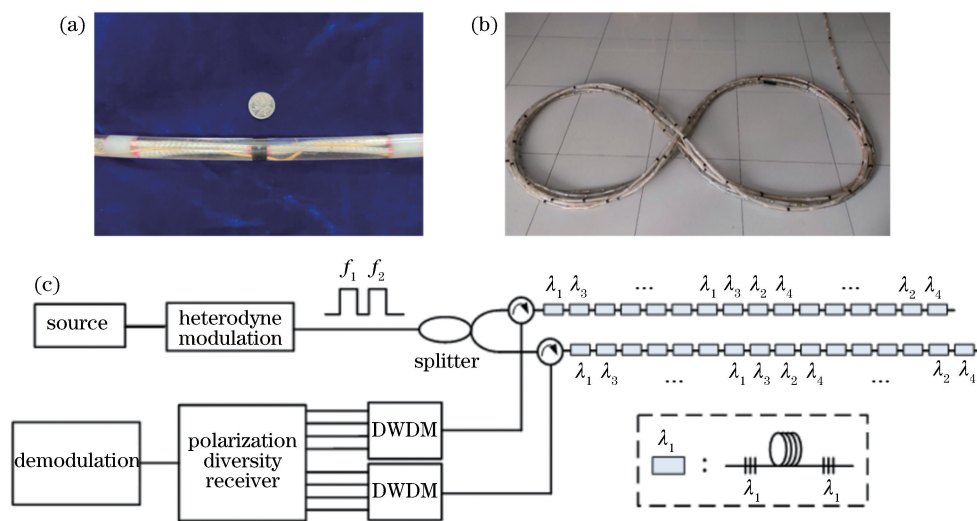 (a)
(b)
(c)
f1 f2
λ1 λ3 ... λ1 λ3 λ2 λ4 ... λ2 λ4
source
heterodyne
modulation
splitter
λ1 λ3 ... λ1 λ3 λ2 λ4 ... λ2 λ4
demodulation
polarization
diversity
receiver
DWDM
DWDM
λ1 :
λ1 λ1